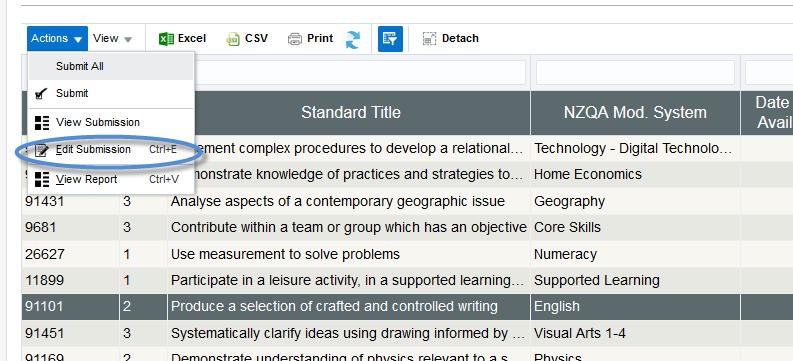 Actions View Excel CSV Print Detach
Submit All
Submit
View Submission
Edit Submission Ctrl+E
View Report Ctrl+V
Standard Title NZQA Mod. System Date
Avail
ement complex procedures to develop a relational... Technology - Digital Technolo...
monstrate knowledge of practices and strategies to... Home Economics
91431 3 Analyse aspects of a contemporary geographic issue Geography
9681 3 Contribute within a team or group which has an objective Core Skills
26627 1 Use measurement to solve problems Numeracy
11899 1 Participate in a leisure activity, in a supported learning... Supported Learning
91101 2 Produce a selection of crafted and controlled writing English
91451 3 Systematically clarify ideas using drawing informed by ... Visual Arts 1-4
91169 2 Demonstrate understanding of physics relevant to a s... Physics